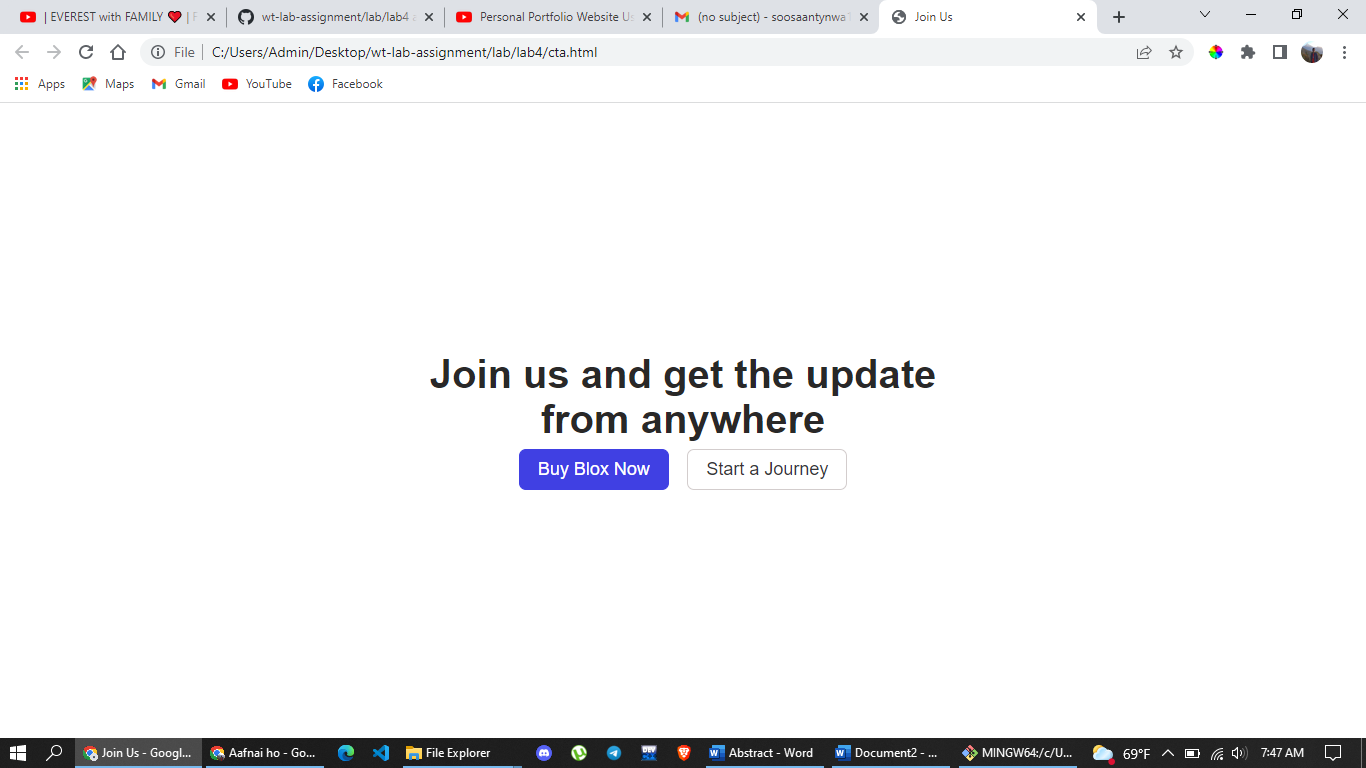 | EVEREST with FAMILY ❤️ | F
wt-lab-assignment/lab/lab4 a
Personal Portfolio Website Us
(no subject) - soosaantynwa1
Join Us
File
C:/Users/Admin/Desktop/wt-lab-assignment/lab/lab4/cta.html
Apps
Maps
Gmail
YouTube
Facebook
Join us and get the update
from anywhere
Buy Blox Now
Start a Journey
Join Us - Googl...
Aafnai ho - Go...
File Explorer
Abstract - Word
Document2 - ...
MINGW64:/c/U...
69°F
7:47 AM